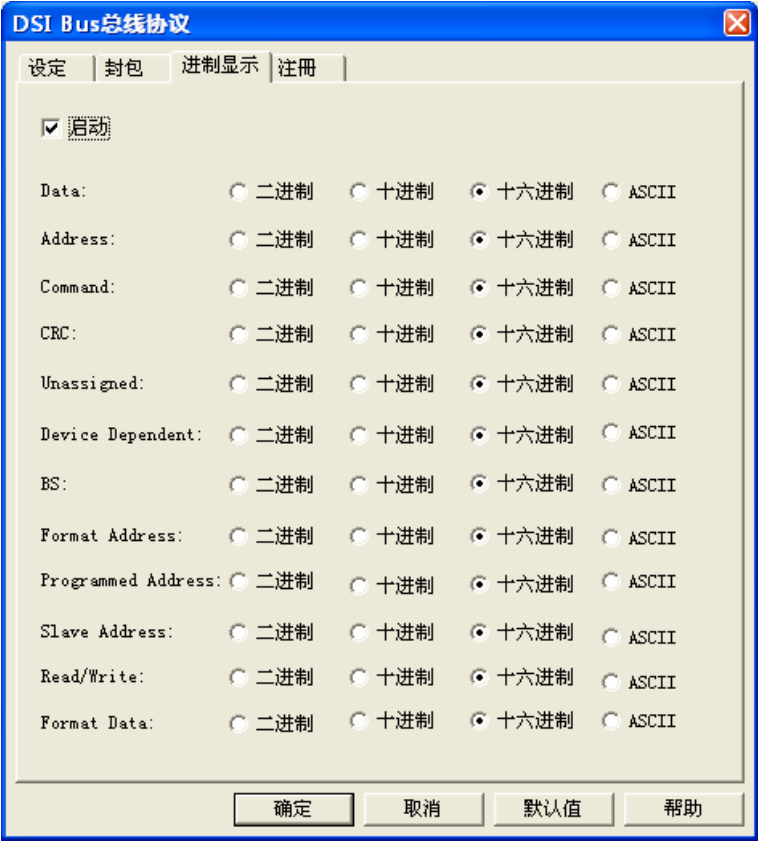 DSI Bus总线协议
设定 封包 进制显示 注冊
启动
Data: 二进制 十进制 十六进制 ASCII
Address: 二进制 十进制 十六进制 ASCII
Command: 二进制 十进制 十六进制 ASCII
CRC: 二进制 十进制 十六进制 ASCII
Unassigned: 二进制 十进制 十六进制 ASCII
Device Dependent: 二进制 十进制 十六进制 ASCII
BS: 二进制 十进制 十六进制 ASCII
Format Address: 二进制 十进制 十六进制 ASCII
Programmed Address: 二进制 十进制 十六进制 ASCII
Slave Address: 二进制 十进制 十六进制 ASCII
Read/Write: 二进制 十进制 十六进制 ASCII
Format Data: 二进制 十进制 十六进制 ASCII
确定 取消 默认值 帮助